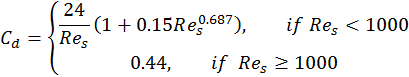 C_d = { 24/Re_s (1 + 0.15Re_s^0.687), if Re_s < 1000
0.44, if Re_s ≥ 1000